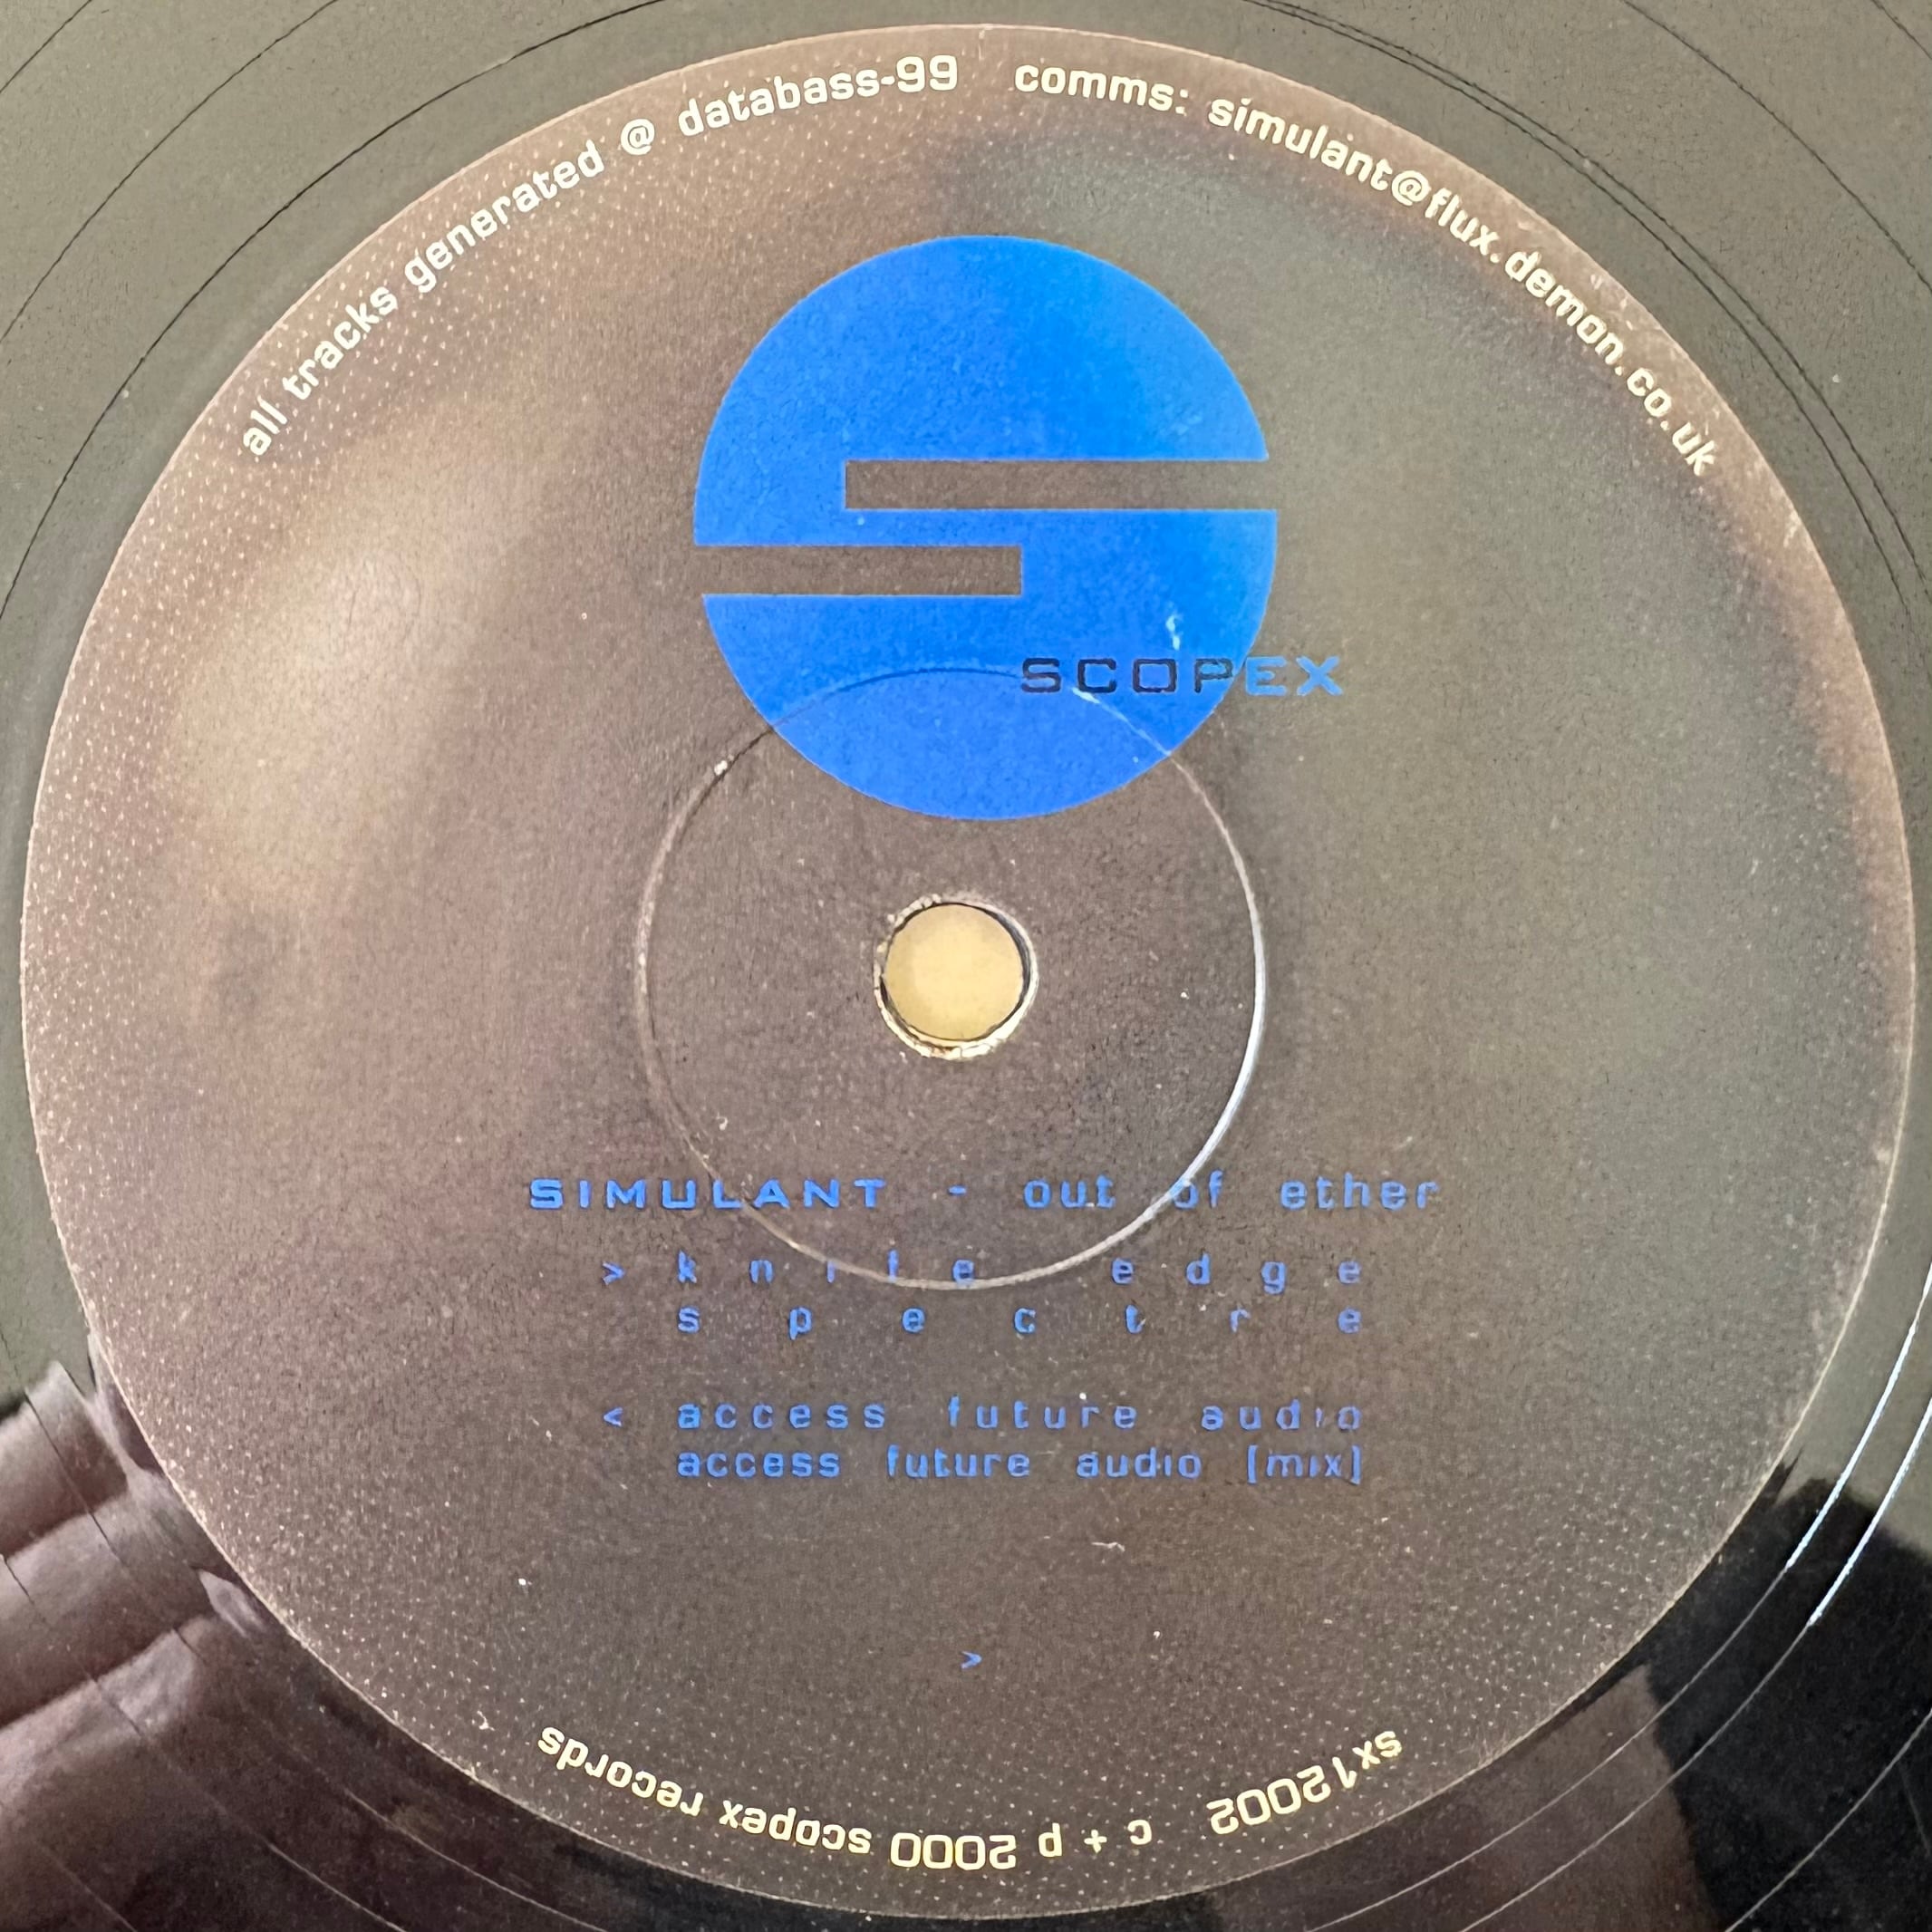 all tracks generated @ databass-99 comms: simulant@flux.demon.co.uk
SCOPEX
SIMULANT - out of ether
> knife edge
spectre
< access future audio
access future audio [mix]
>
sx12002 c + p 2000 scopex records